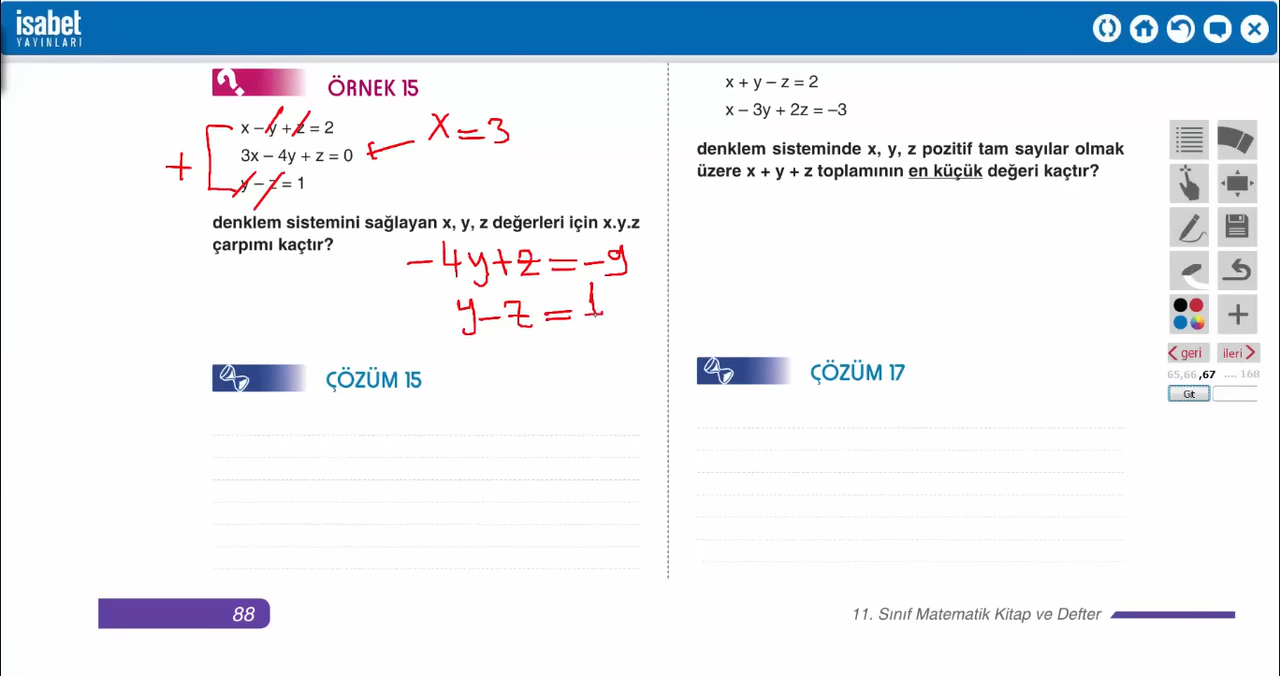 isabet
YAYINLARI
ÖRNEK 15
x – y + z = 2
3x – 4y + z = 0
y – z = 1
+
x = 3
denklem sistemini sağlayan x, y, z değerleri için x.y.z
çarpımı kaçtır?
-4y+z=-9
y-z=1
ÇÖZÜM 15
88
x + y – z = 2
x – 3y + 2z = –3
denklem sisteminde x, y, z pozitif tam sayılar olmak
üzere x + y + z toplamının en küçük değeri kaçtır?
ÇÖZÜM 17
11. Sınıf Matematik Kitap ve Defter
geri
ileri
65,66,67 .... 168
Git